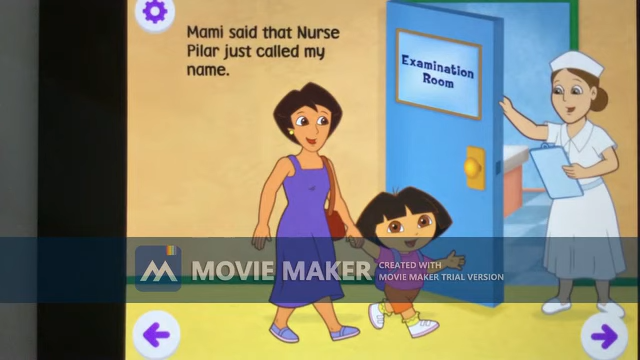 Mami said that Nurse
Pilar just called my
name.
Examination
Room
MOVIE MAKER
CREATED WITH
MOVIE MAKER TRIAL VERSION